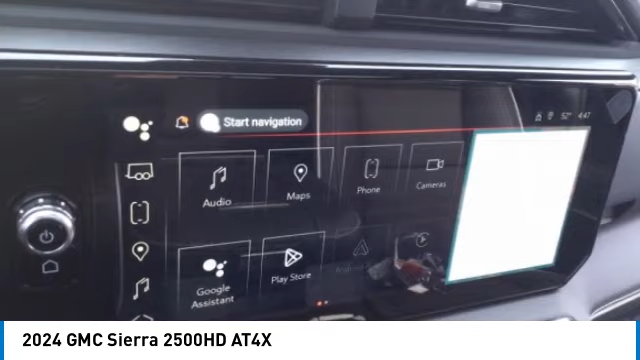 Start navigation
52° 4:47
Audio
Maps
Phone
Cameras
Google
Assistant
Play Store
2024 GMC Sierra 2500HD AT4X